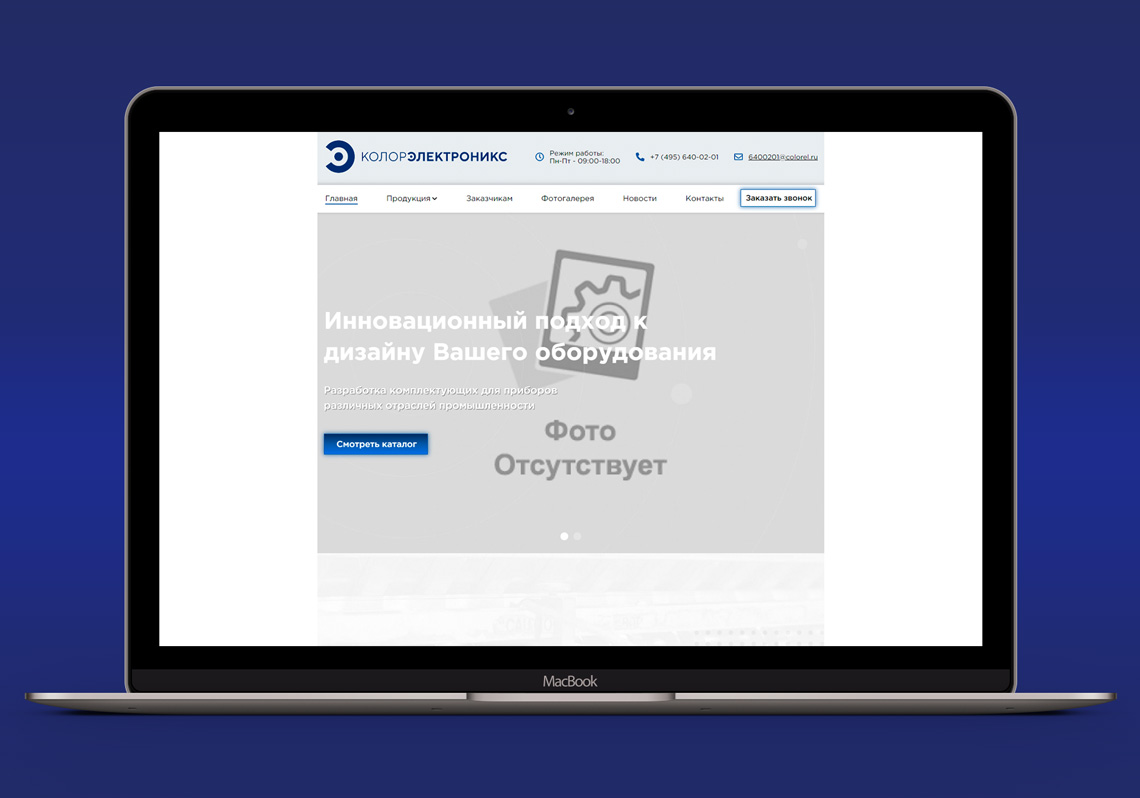 КОЛОРЭЛЕКТРОНИКС
Режим работы:
Пн-Пт - 09:00-18:00
+7 (495) 640-02-01
6400201@colorel.ru
Главная
Продукция
Заказчикам
Фотогалерея
Новости
Контакты
Заказать звонок
Инновационный подход к
дизайну Вашего оборудования
Разработка комплектующих для приборов
различных отраслей промышленности
Смотреть каталог
Фото
Отсутствует
MacBook